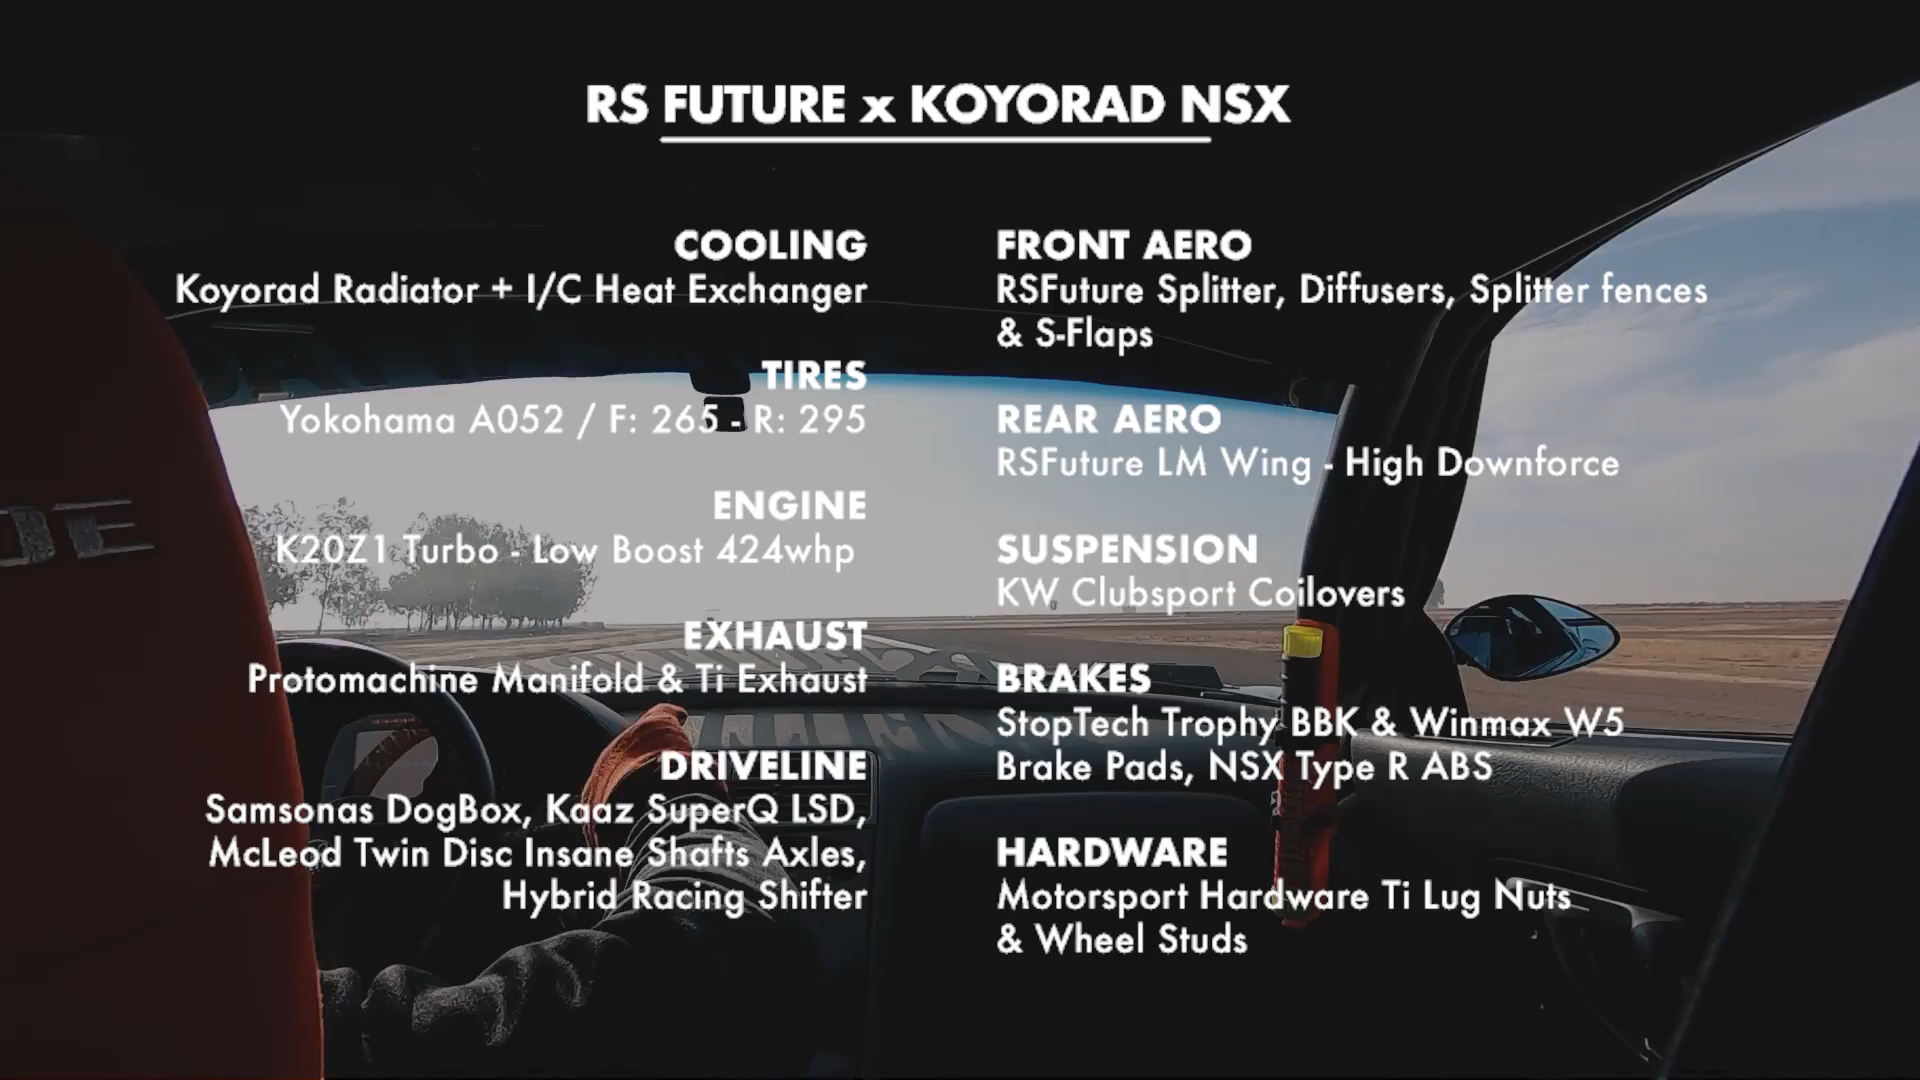 RS FUTURE x KOYORAD NSX
COOLING
Koyorad Radiator + I/C Heat Exchanger
TIRES
Yokohama A052 / F: 265 - R: 295
ENGINE
K20Z1 Turbo - Low Boost 424whp
EXHAUST
Protomachine Manifold & Ti Exhaust
DRIVELINE
Samsonas DogBox, Kaaz SuperQ LSD,
McLeod Twin Disc Insane Shafts Axles,
Hybrid Racing Shifter
FRONT AERO
RSFuture Splitter, Diffusers, Splitter fences
& S-Flaps
REAR AERO
RSFuture LM Wing - High Downforce
SUSPENSION
KW Clubsport Coilovers
BRAKES
StopTech Trophy BBK & Winmax W5
Brake Pads, NSX Type R ABS
HARDWARE
Motorsport Hardware Ti Lug Nuts
& Wheel Studs